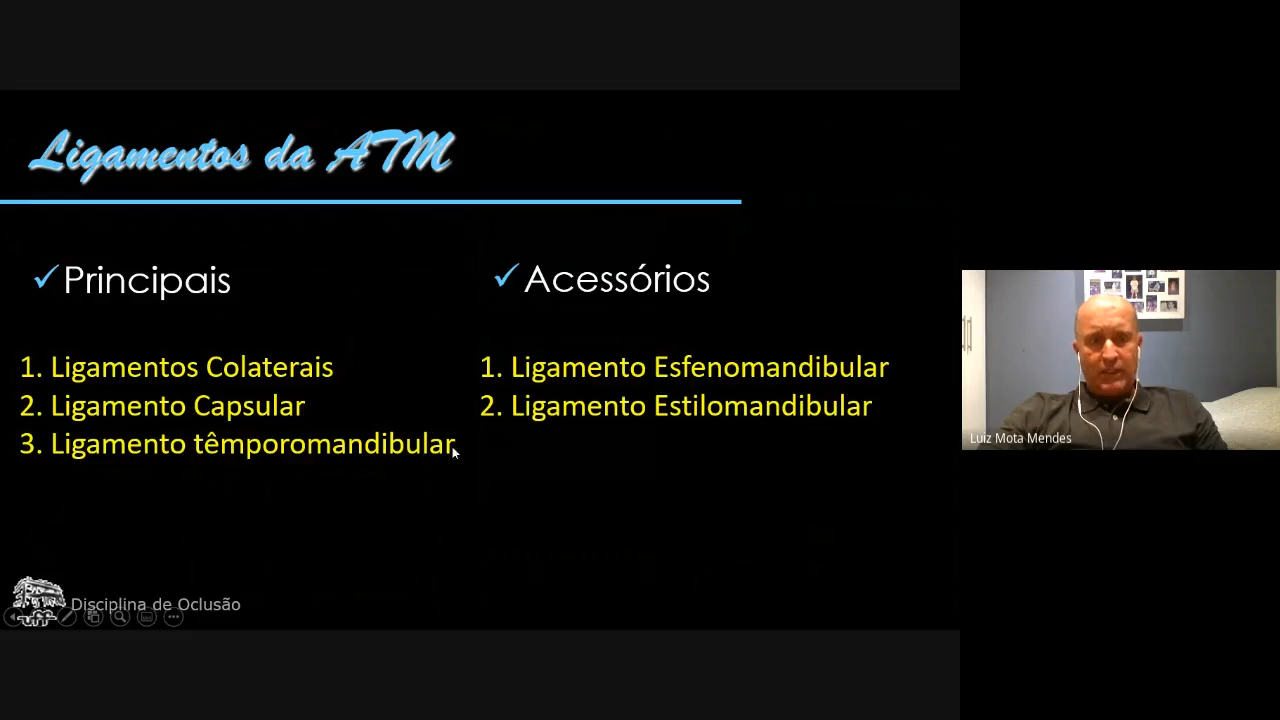 Ligamentos da ATM
✓Principais
1. Ligamentos Colaterais
2. Ligamento Capsular
3. Ligamento têmporomandibular
✓Acessórios
1. Ligamento Esfenomandibular
2. Ligamento Estilomandibular
Luiz Mota Mendes
uff
Disciplina de Oclusão